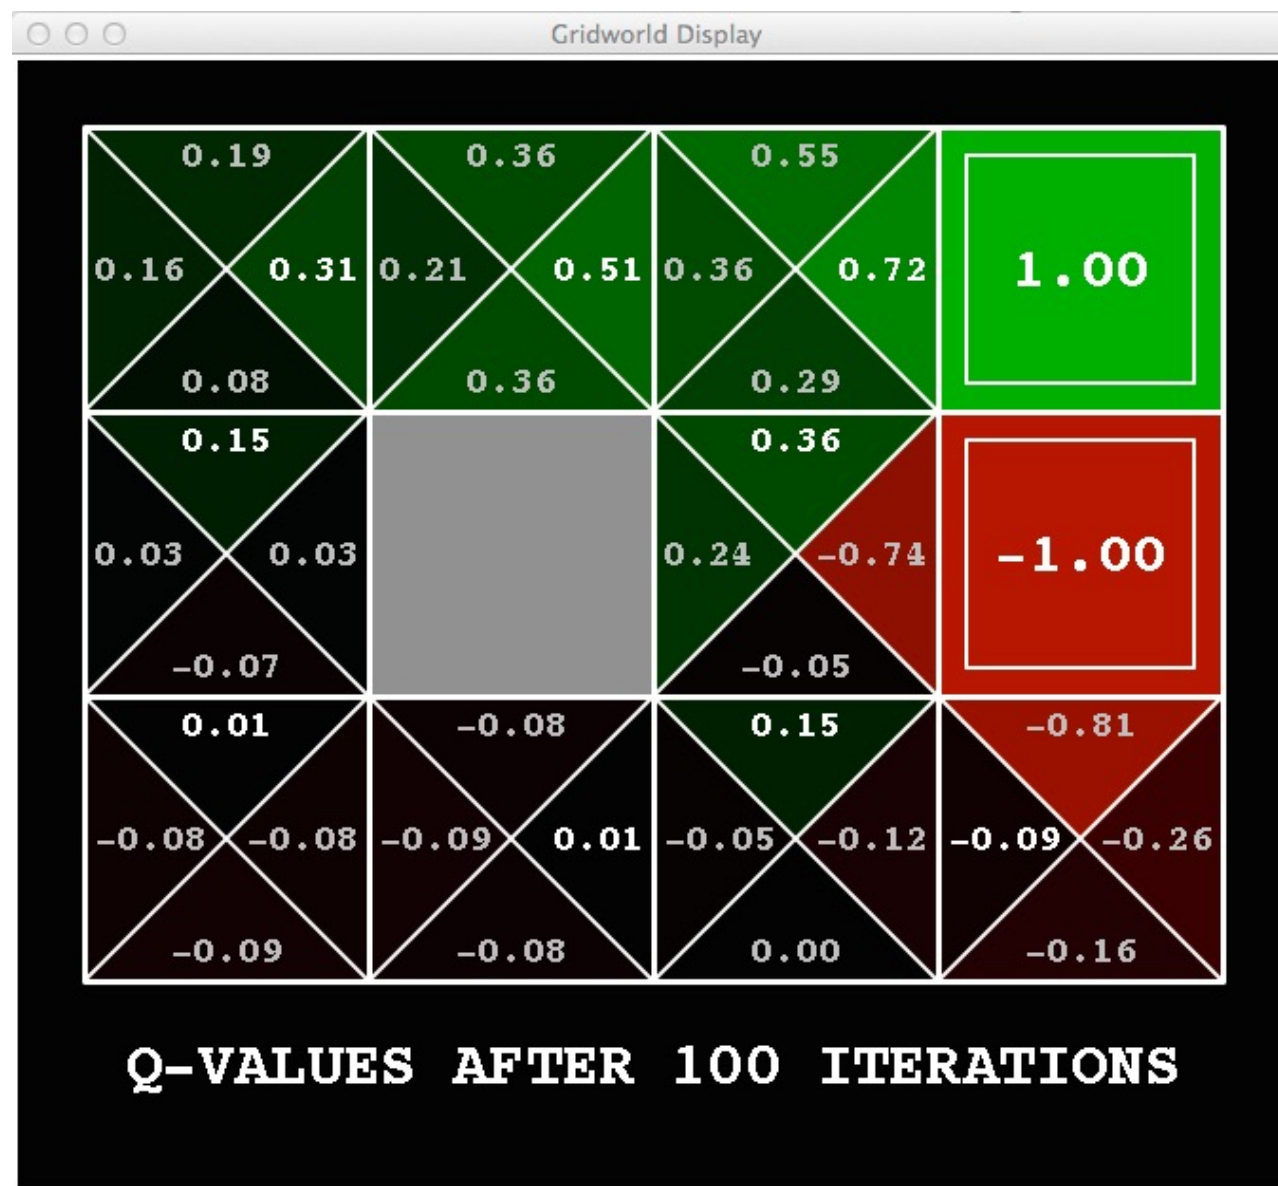 Gridworld Display
0.19 0.36 0.55
0.16 0.31 0.21 0.51 0.36 0.72 1.00
0.08 0.36 0.29
0.15 0.36
0.03 0.03 0.24 -0.74 -1.00
-0.07 -0.05
0.01 -0.08 0.15 -0.81
-0.08 -0.08 -0.09 0.01 -0.05 -0.12 -0.09 -0.26
-0.09 -0.08 0.00 -0.16
Q-VALUES AFTER 100 ITERATIONS